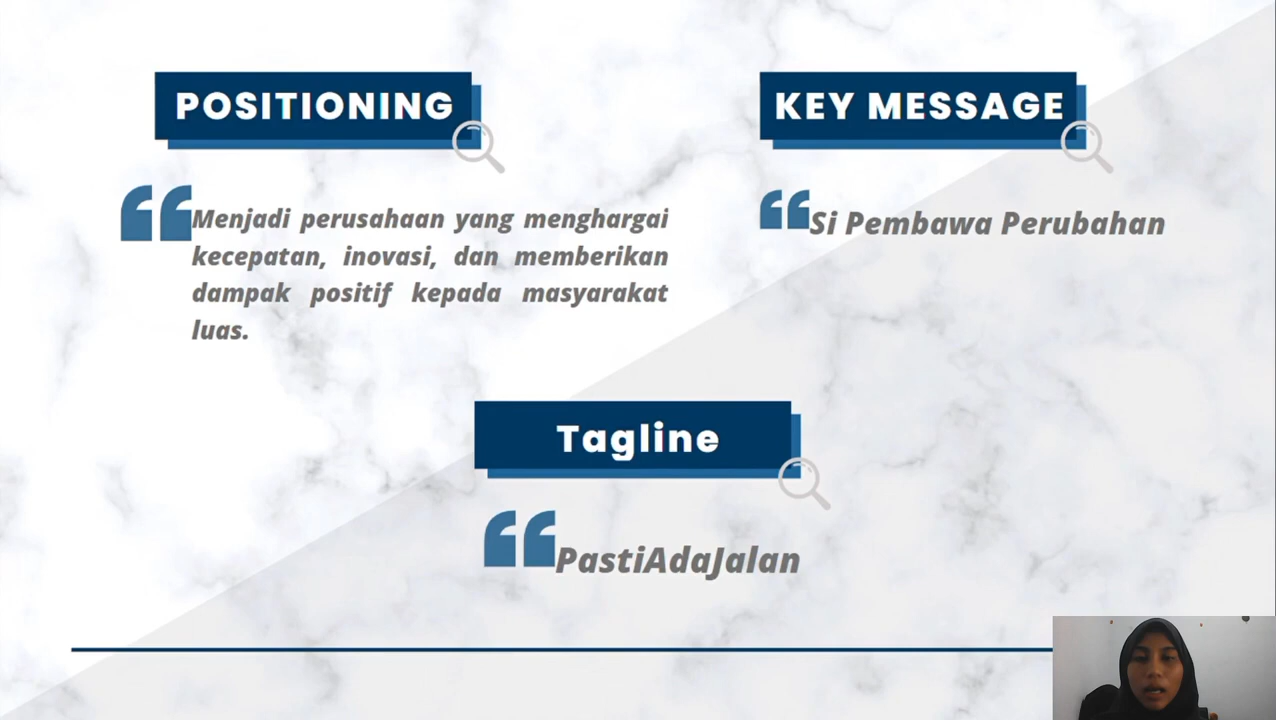 POSITIONING
Menjadi perusahaan yang menghargai
kecepatan, inovasi, dan memberikan
dampak positif kepada masyarakat
luas.
KEY MESSAGE
Si Pembawa Perubahan
Tagline
PastiAdaJalan